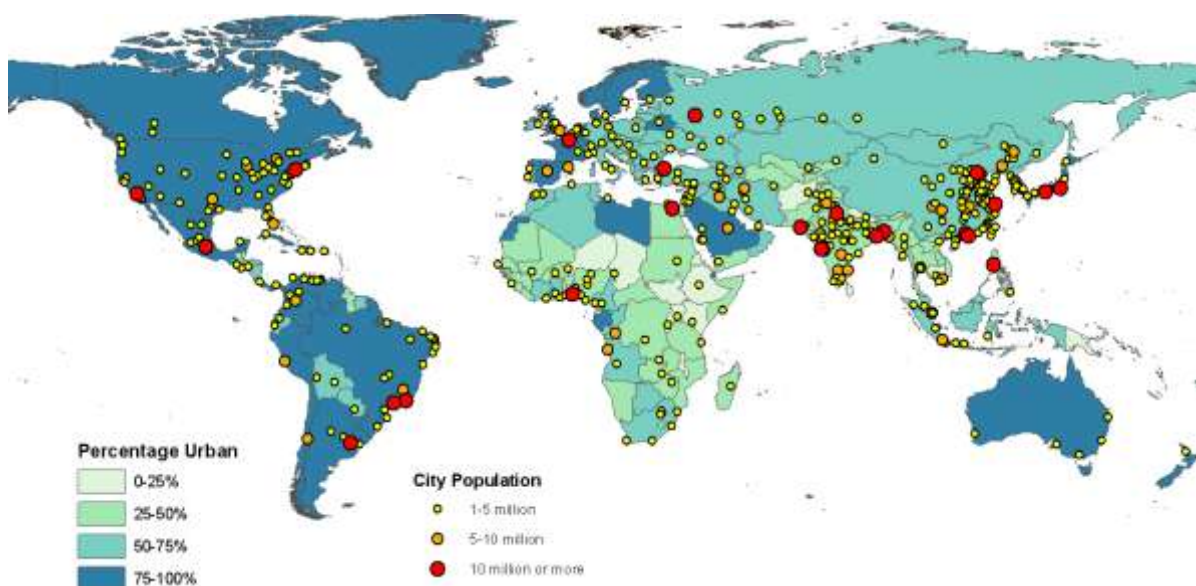 Percentage Urban
0-25%
25-50%
50-75%
75-100%
City Population
1-5 million
5-10 million
10 million or more